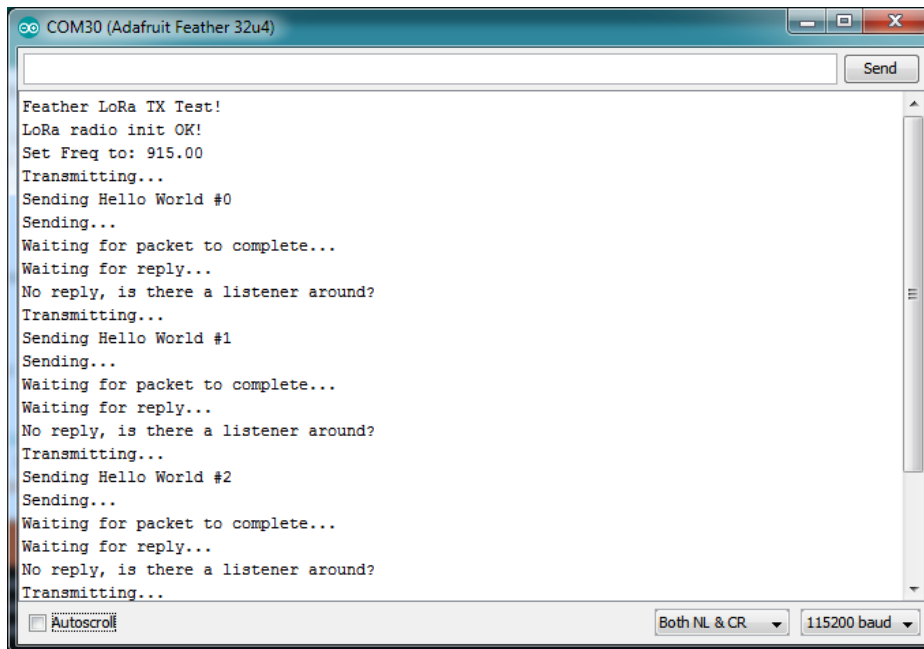 COM30 (Adafruit Feather 32u4)
Send
Feather LoRa TX Test!
LoRa radio init OK!
Set Freq to: 915.00
Transmitting...
Sending Hello World #0
Sending...
Waiting for packet to complete...
Waiting for reply...
No reply, is there a listener around?
Transmitting...
Sending Hello World #1
Sending...
Waiting for packet to complete...
Waiting for reply...
No reply, is there a listener around?
Transmitting...
Sending Hello World #2
Sending...
Waiting for packet to complete...
Waiting for reply...
No reply, is there a listener around?
Transmitting...
Autoscroll Both NL & CR 115200 baud